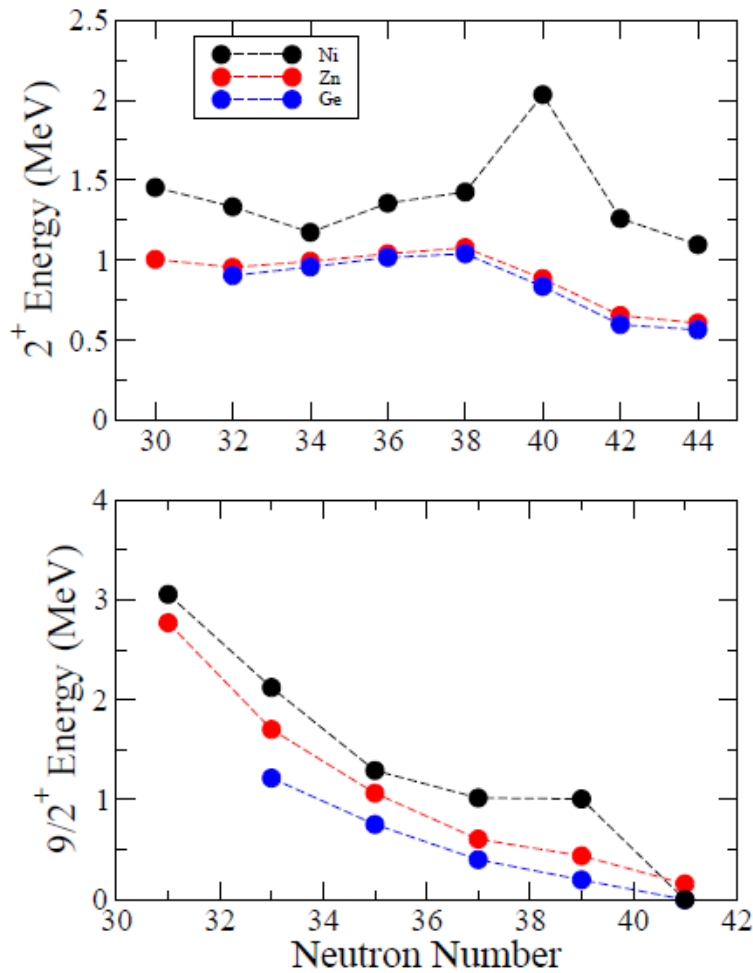 2.5
2
1.5
1
0.5
0
2+ Energy (MeV)
Ni
Zn
Ge
30 32 34 36 38 40 42 44
4
3
2
1
0
9/2+ Energy (MeV)
30 32 34 36 38 40 42
Neutron Number